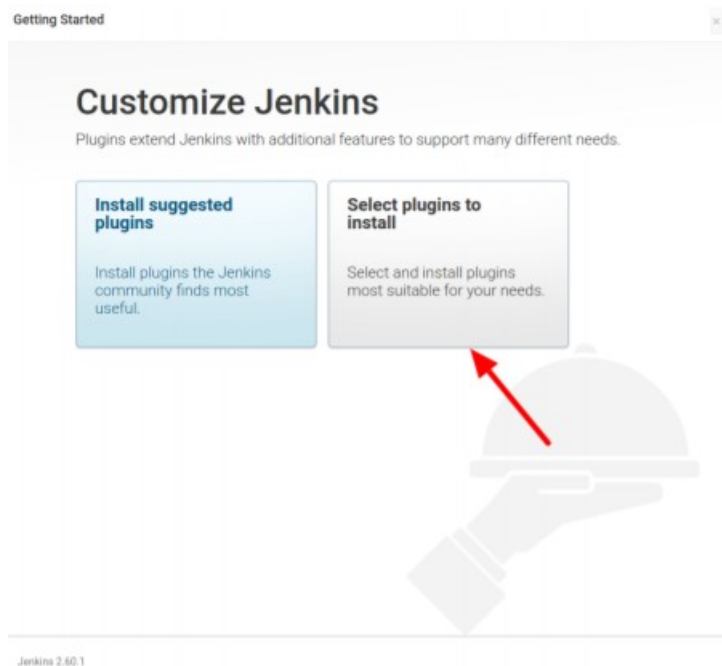 Getting Started
×
Customize Jenkins
Plugins extend Jenkins with additional features to support many different needs.
Install suggested
plugins
Install plugins the Jenkins
community finds most
useful.
Select plugins to
install
Select and install plugins
most suitable for your needs.
Jenkins 2.60.1